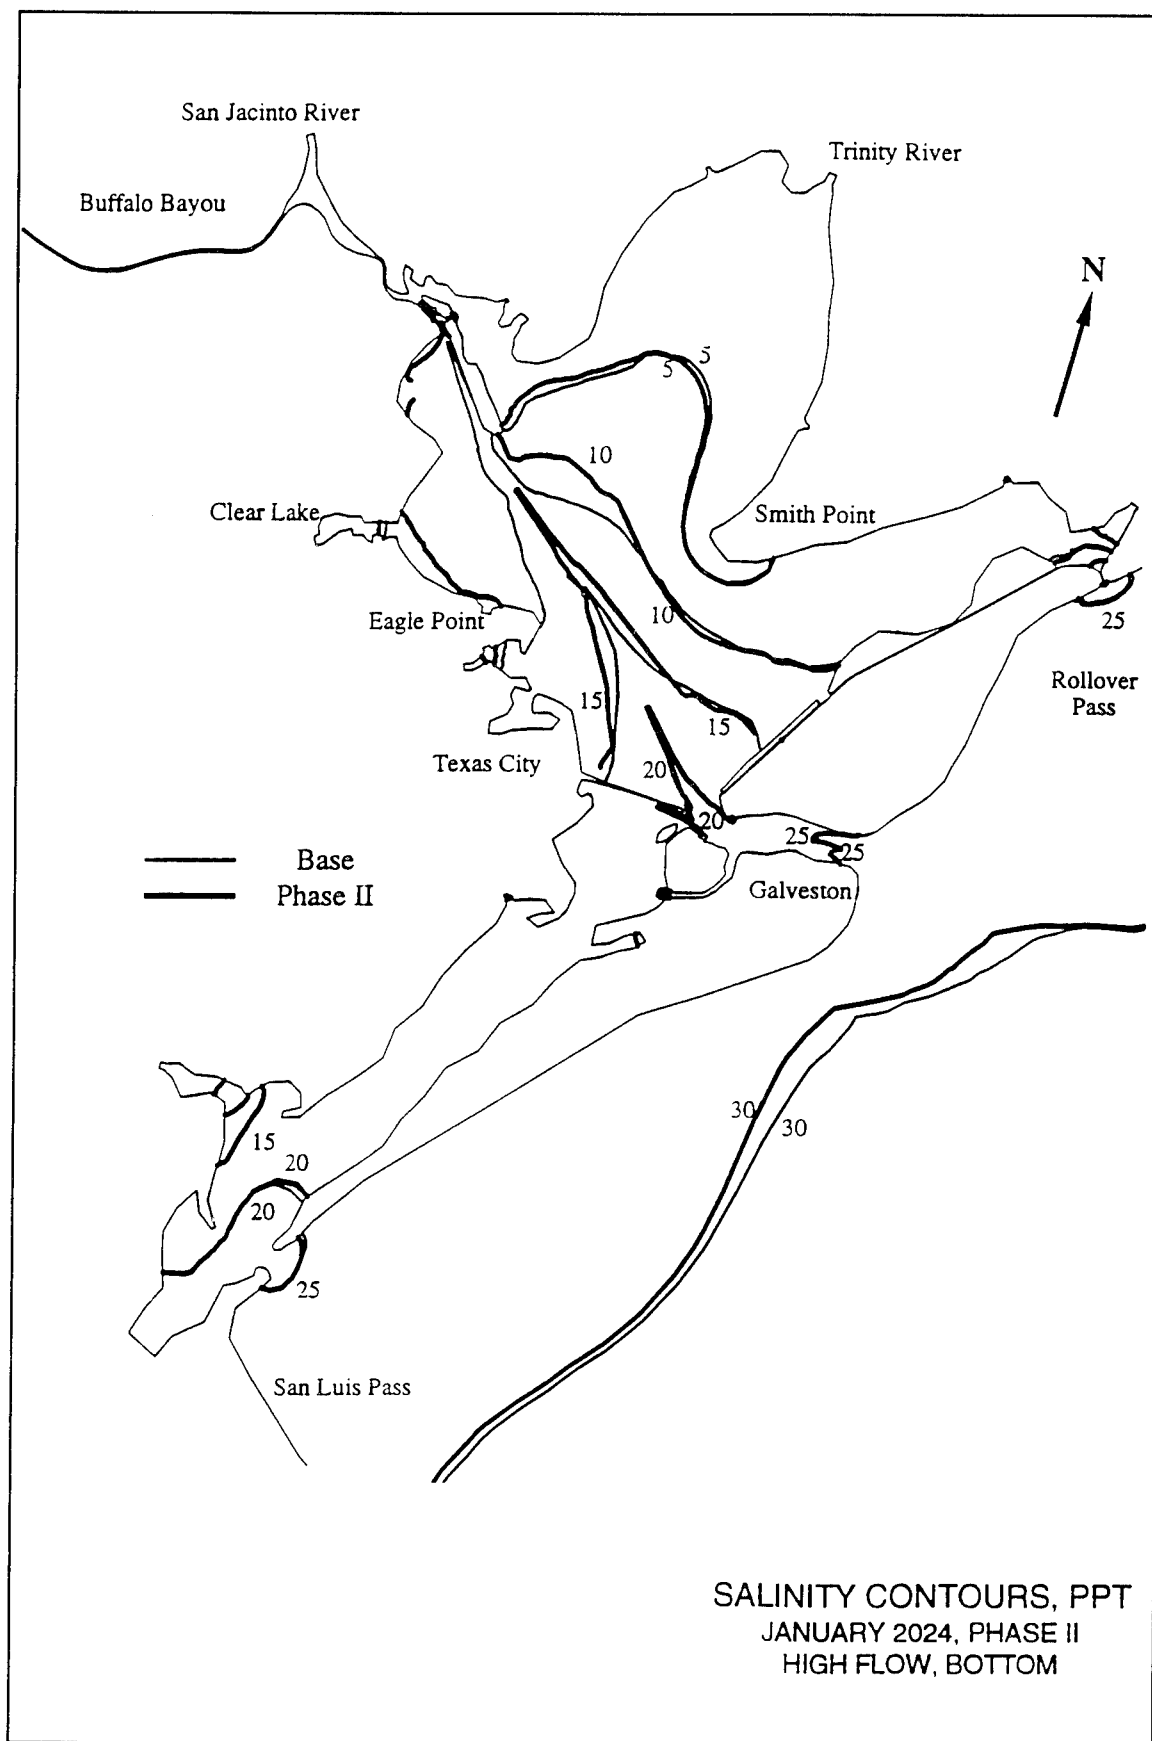 San Jacinto River
Trinity River
Buffalo Bayou
N
5
5
10
Clear Lake
Smith Point
10
Eagle Point
25
Rollover
Pass
15
15
Texas City
20
20
25
25
Base
Phase II
Galveston
30
30
15
20
20
25
San Luis Pass
SALINITY CONTOURS, PPT
JANUARY 2024, PHASE II
HIGH FLOW, BOTTOM